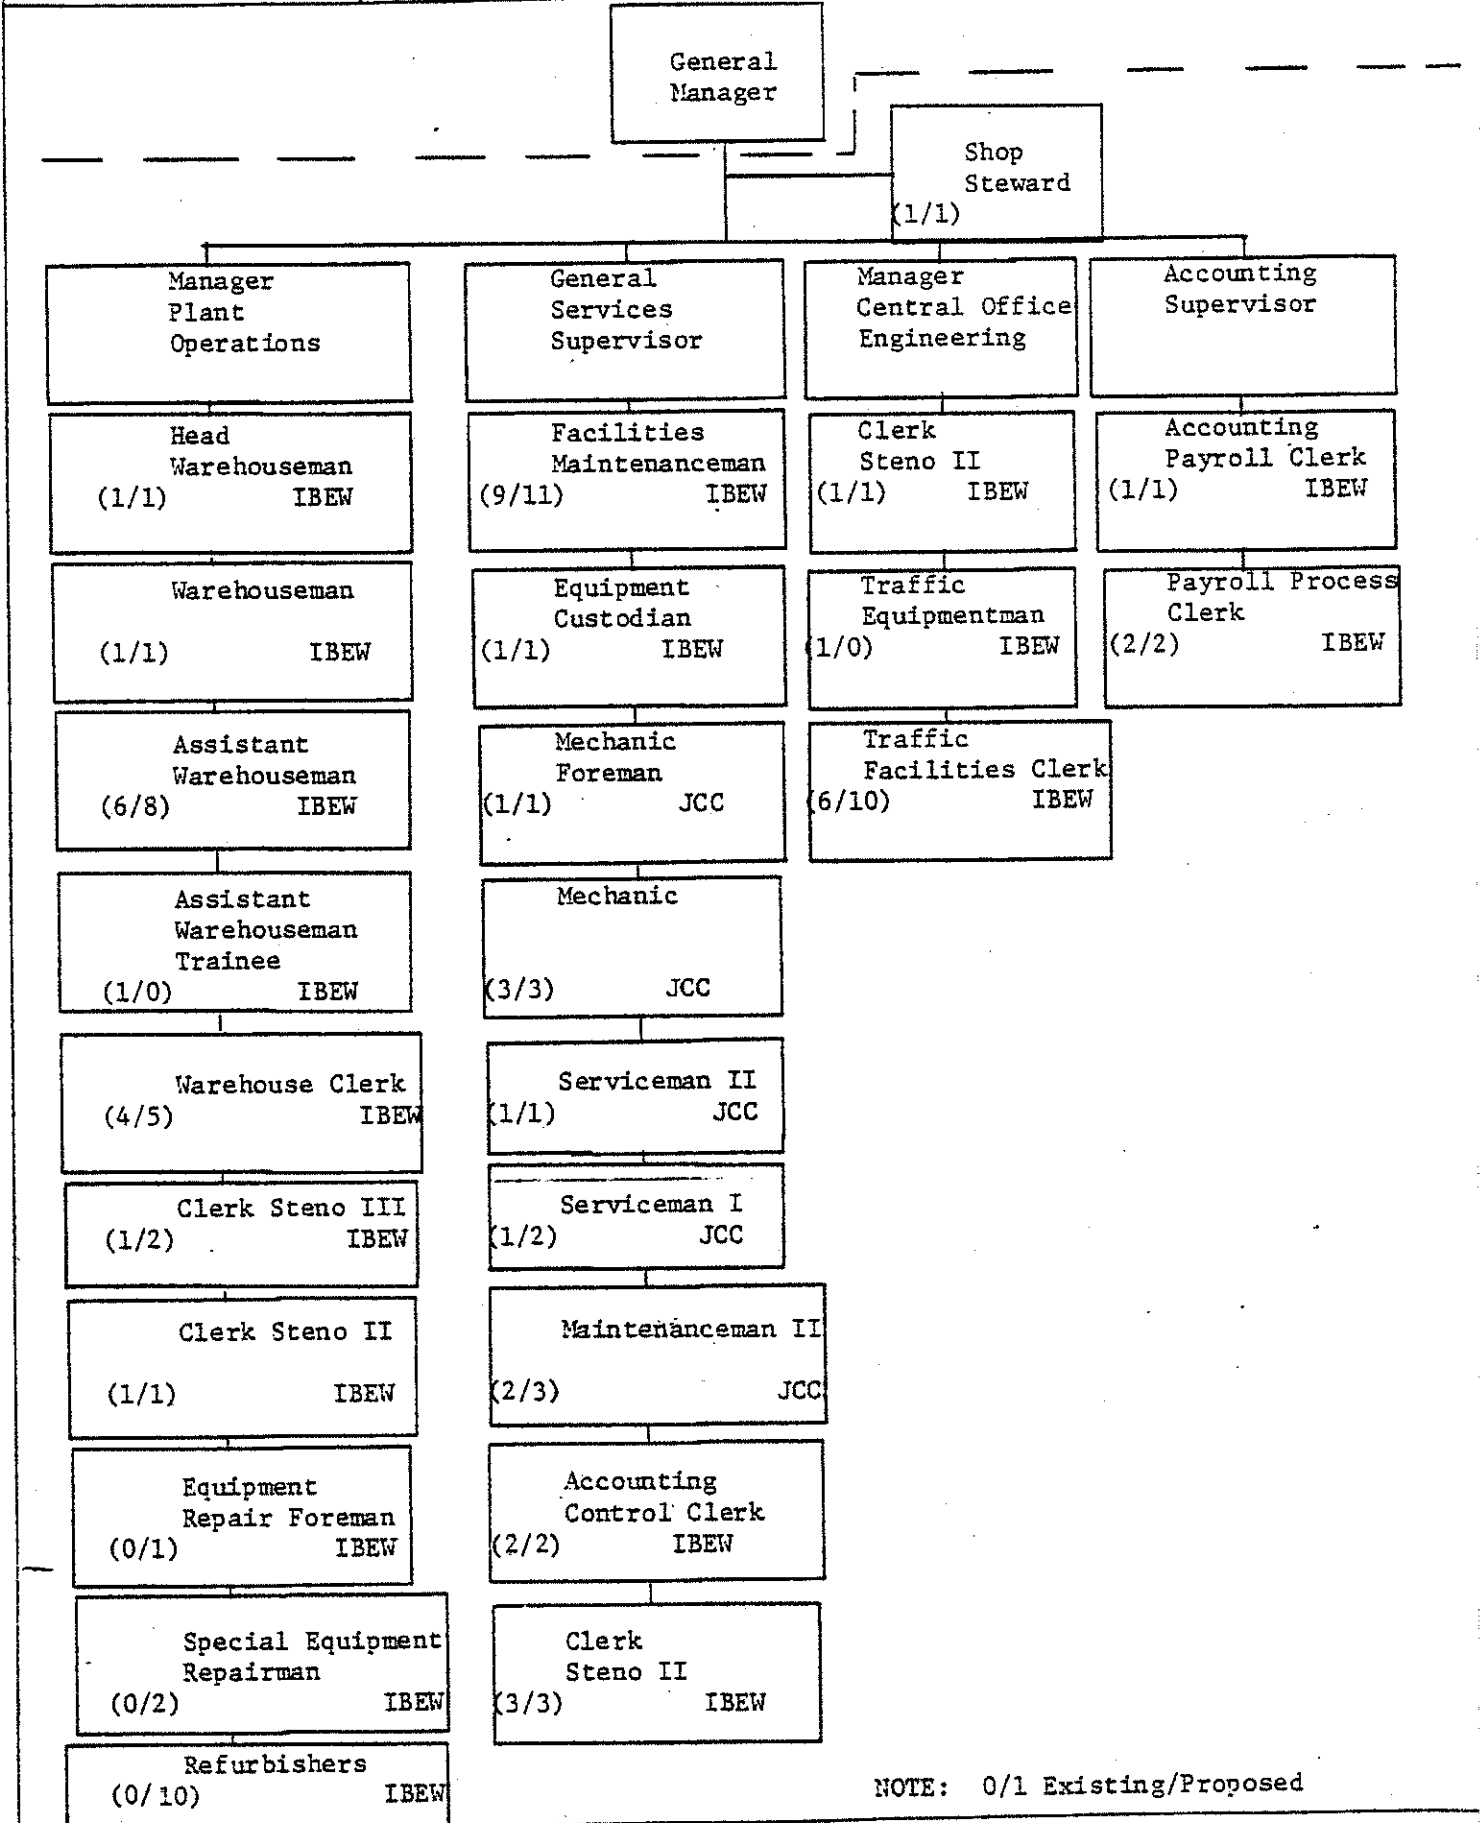 General
Manager
Shop
Steward
(1/1)
Manager
Plant
Operations
General
Services
Supervisor
Manager
Central Office
Engineering
Accounting
Supervisor
Head
Warehouseman
(1/1) IBEW
Facilities
Maintenanceman
(9/11) IBEW
Clerk
Steno II
(1/1) IBEW
Accounting
Payroll Clerk
(1/1) IBEW
Warehouseman
(1/1) IBEW
Equipment
Custodian
(1/1) IBEW
Traffic
Equipmentman
(1/0) IBEW
Payroll Process
Clerk
(2/2) IBEW
Assistant
Warehouseman
(6/8) IBEW
Mechanic
Foreman
(1/1) JCC
Traffic
Facilities Clerk
(6/10) IBEW
Assistant
Warehouseman
Trainee
(1/0) IBEW
Mechanic
(3/3) JCC
Warehouse Clerk
(4/5) IBEW
Serviceman II
(1/1) JCC
Clerk Steno III
(1/2) IBEW
Serviceman I
(1/2) JCC
Clerk Steno II
(1/1) IBEW
Maintenanceman II
(2/3) JCC
Equipment
Repair Foreman
(0/1) IBEW
Accounting
Control Clerk
(2/2) IBEW
Special Equipment
Repairman
(0/2) IBEW
Clerk
Steno II
(3/3) IBEW
Refurbishers
(0/10) IBEW
NOTE: 0/1 Existing/Proposed